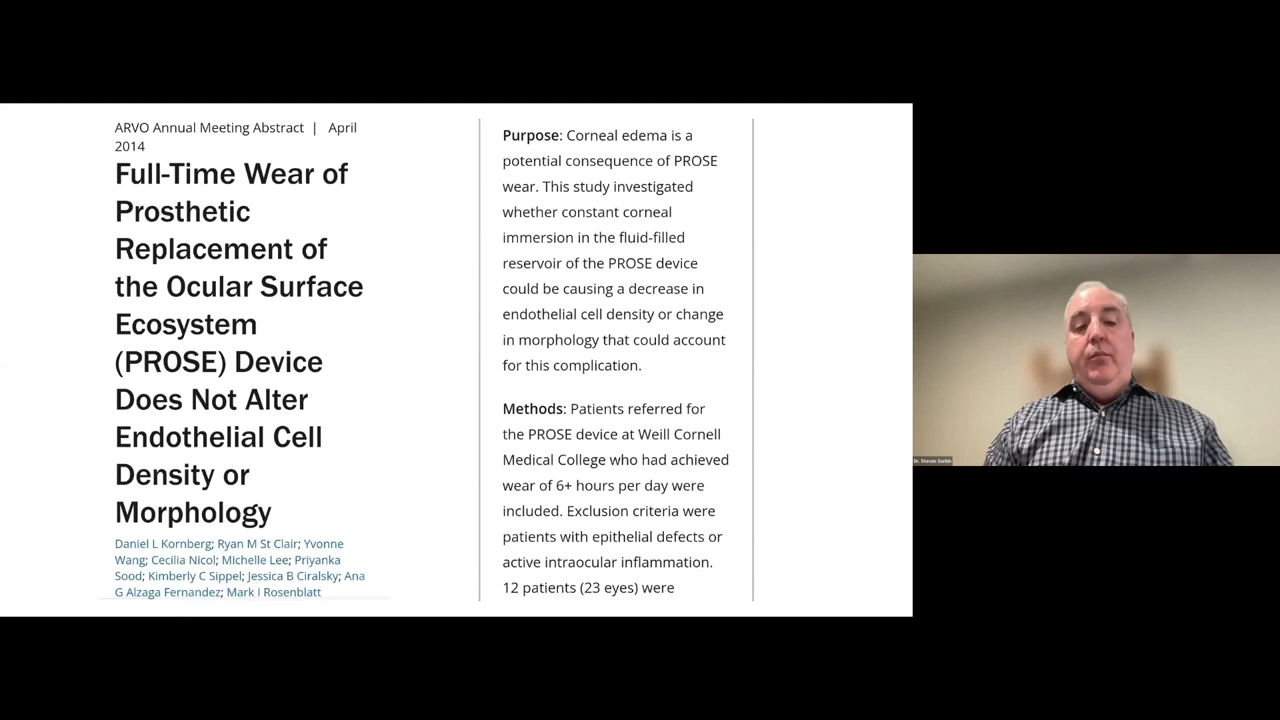 ARVO Annual Meeting Abstract | April
2014
Full-Time Wear of
Prosthetic
Replacement of
the Ocular Surface
Ecosystem
(PROSE) Device
Does Not Alter
Endothelial Cell
Density or
Morphology
Daniel L Kornberg; Ryan M St Clair; Yvonne
Wang; Cecilia Nicol; Michelle Lee; Priyanka
Sood; Kimberly C Sippel; Jessica B Ciralsky; Ana
G Alzaga Fernandez; Mark I Rosenblatt
Purpose: Corneal edema is a
potential consequence of PROSE
wear. This study investigated
whether constant corneal
immersion in the fluid-filled
reservoir of the PROSE device
could be causing a decrease in
endothelial cell density or change
in morphology that could account
for this complication.
Methods: Patients referred for
the PROSE device at Weill Cornell
Medical College who had achieved
wear of 6+ hours per day were
included. Exclusion criteria were
patients with epithelial defects or
active intraocular inflammation.
12 patients (23 eyes) were
Dr. Steven Sorkin